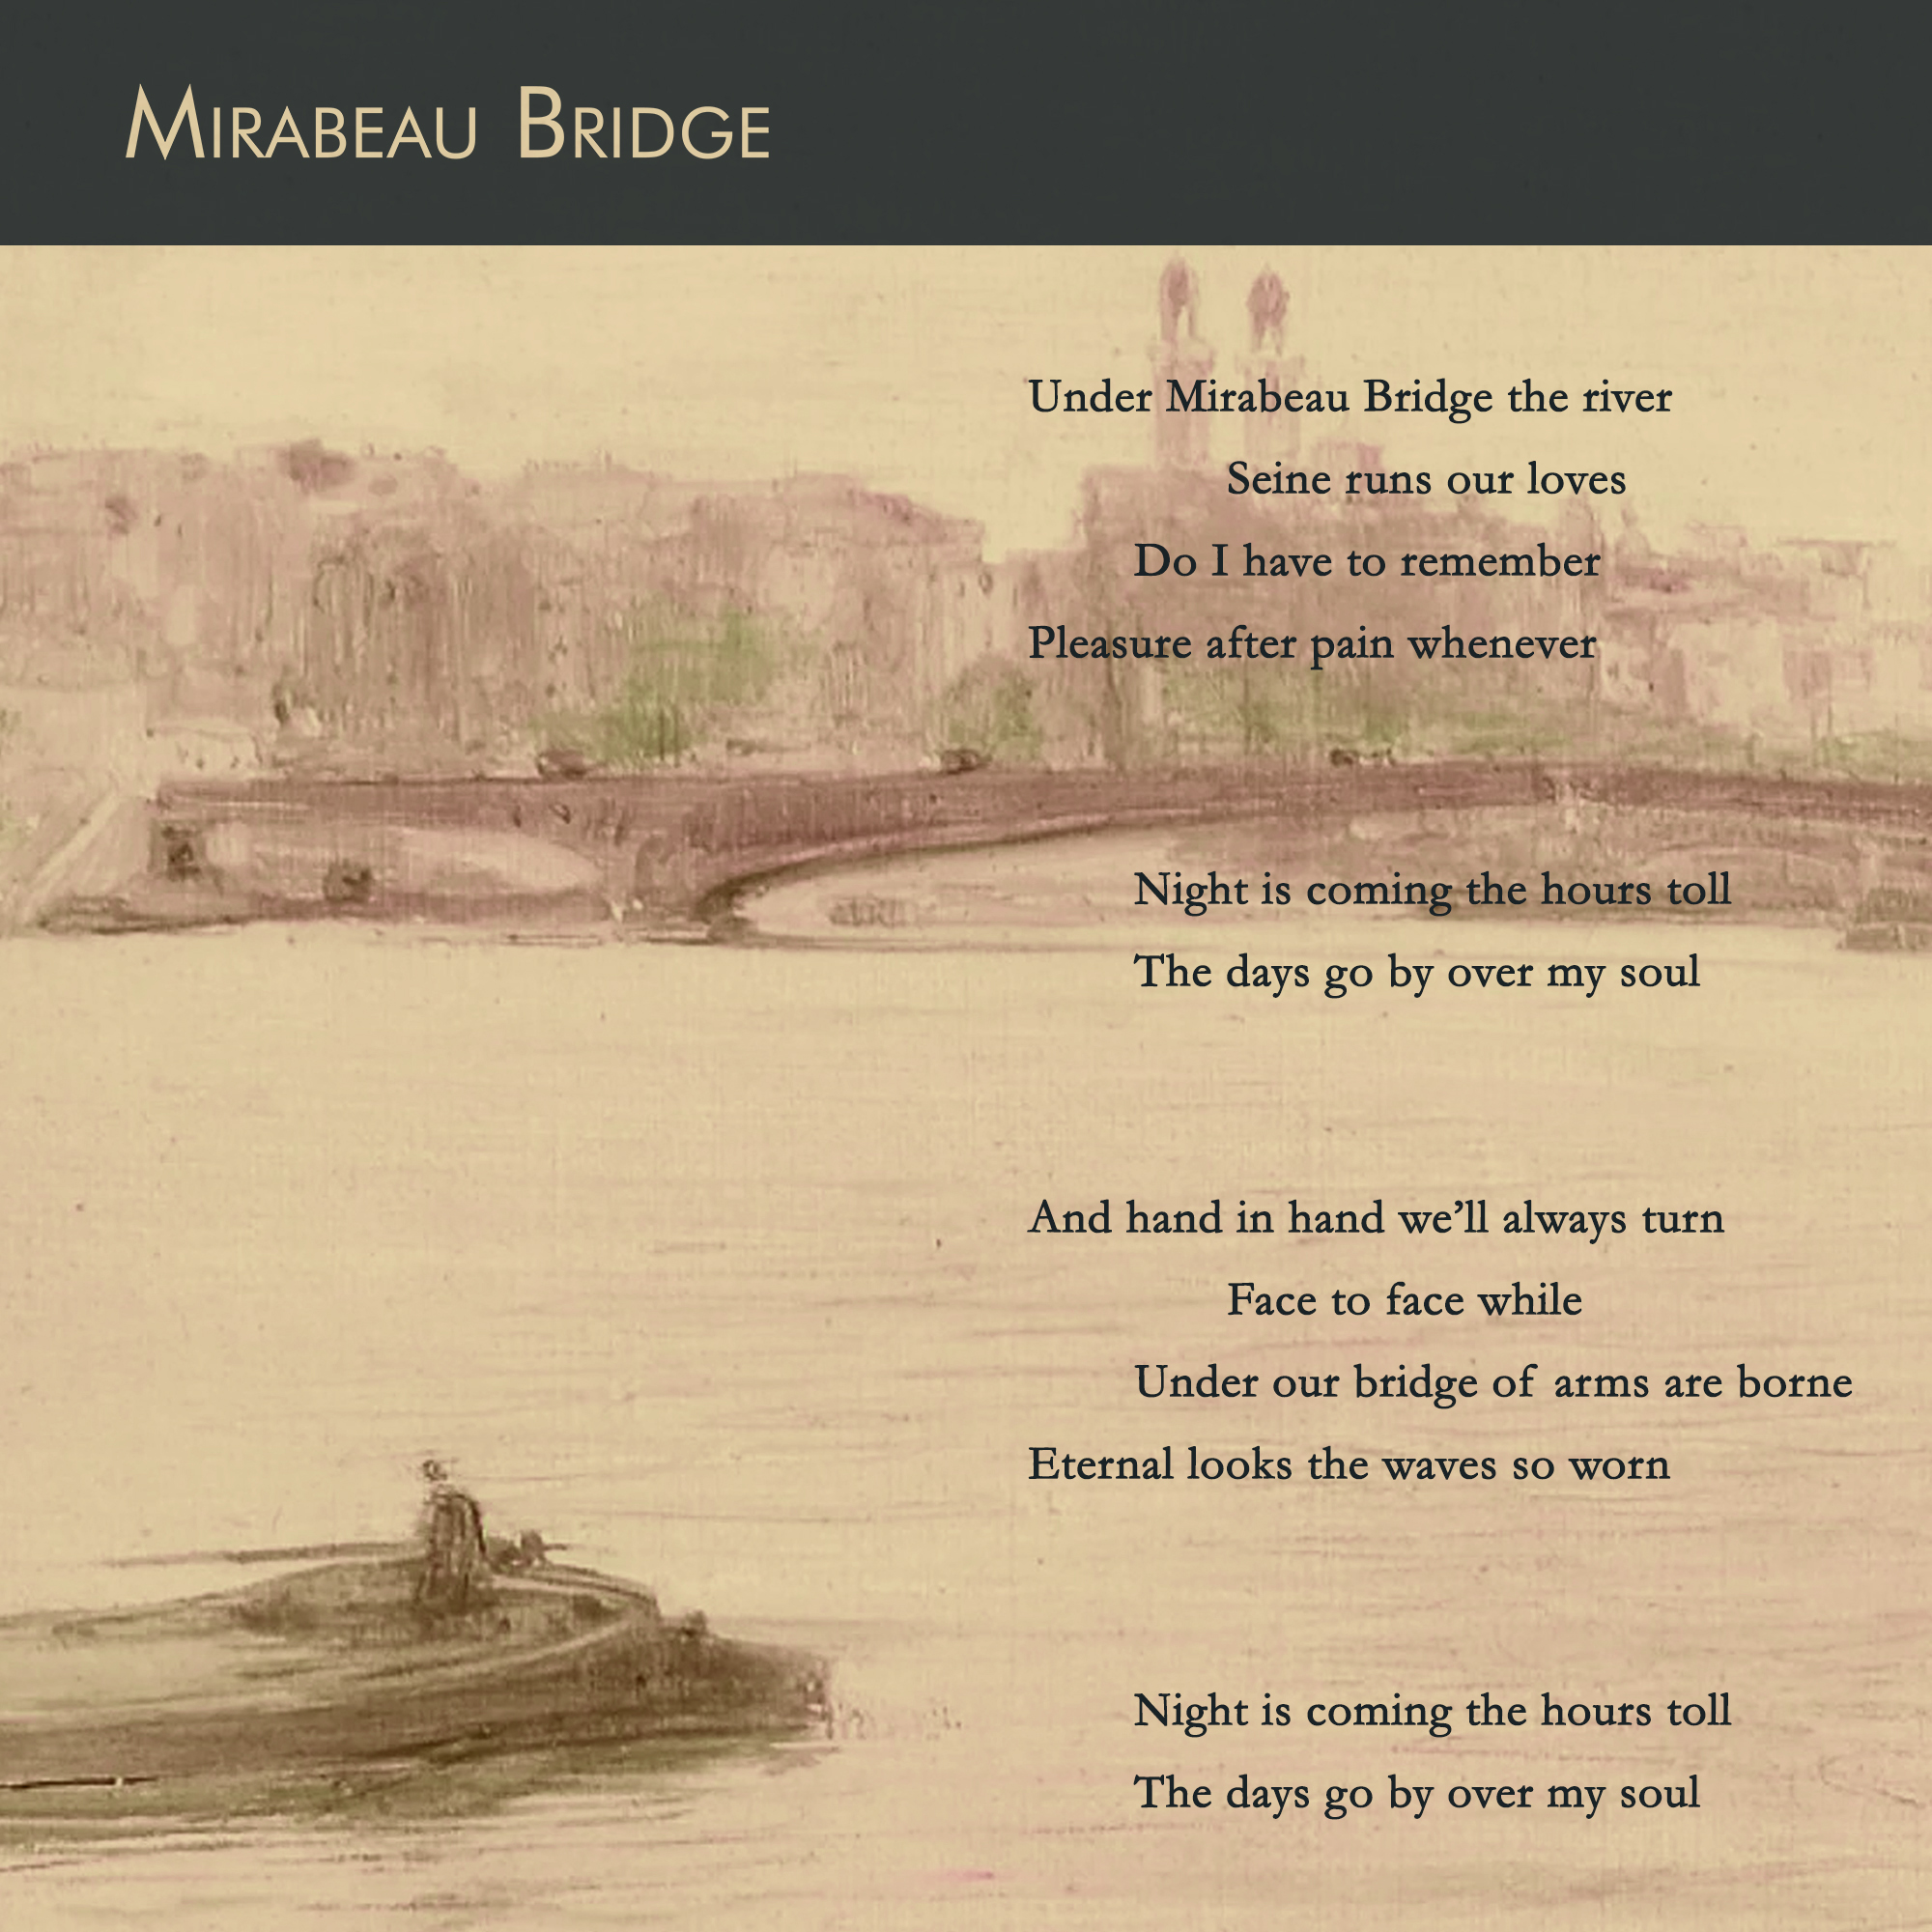 Mirabeau Bridge
Under Mirabeau Bridge the river
Seine runs our loves
Do I have to remember
Pleasure after pain whenever
Night is coming the hours toll
The days go by over my soul
And hand in hand we’ll always turn
Face to face while
Under our bridge of arms are borne
Eternal looks the waves so worn
Night is coming the hours toll
The days go by over my soul